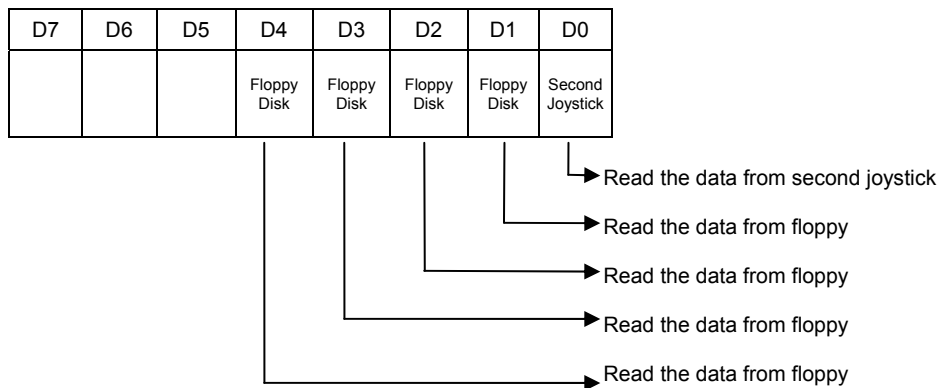 D7 D6 D5 D4 D3 D2 D1 D0
Floppy Disk Floppy Disk Floppy Disk Floppy Disk Second Joystick
Read the data from second joystick
Read the data from floppy
Read the data from floppy
Read the data from floppy
Read the data from floppy